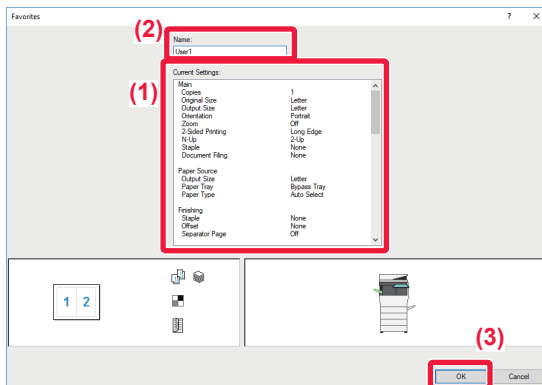 Favorites ? X
(2)
Name:
User1
(1)
Current Settings:
Main
Copies 1
Original Size Letter
Output Size Letter
Orientation Portrait
Zoom Off
2-Sided Printing Long Edge
N-Up 2-Up
Staple None
Document Filing None
Paper Source
Output Size Letter
Paper Tray Bypass Tray
Paper Type Auto Select
Finishing
Staple None
Offset None
Separator Page Off
1 2
(3)
OK Cancel